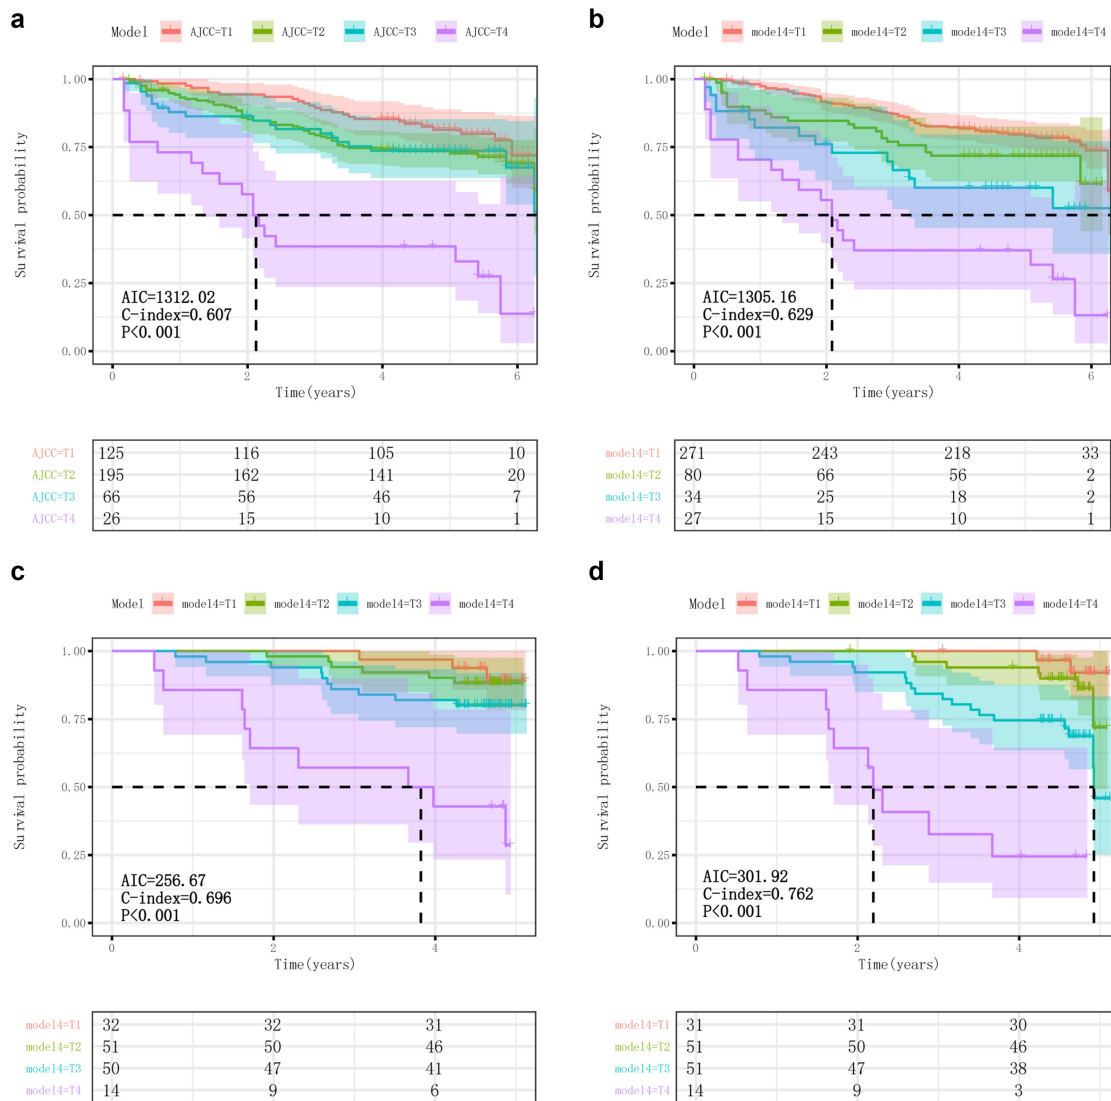 a
Model AJCC=T1 AJCC=T2 AJCC=T3 AJCC=T4
1.00
0.75
0.50
0.25
0.00
Survival probability
AIC=1312.02
C-index=0.607
P<0.001
0 2 4 6
Time(years)
AJCC=T1 125 116 105 10
AJCC=T2 195 162 141 20
AJCC=T3 66 56 46 7
AJCC=T4 26 15 10 1
b
Model model4=T1 model4=T2 model4=T3 model4=T4
1.00
0.75
0.50
0.25
0.00
Survival probability
AIC=1305.16
C-index=0.629
P<0.001
0 2 4 6
Time(years)
model4=T1 271 243 218 33
model4=T2 80 66 56 2
model4=T3 34 25 18 2
model4=T4 27 15 10 1
c
Model model4=T1 model4=T2 model4=T3 model4=T4
1.00
0.75
0.50
0.25
0.00
Survival probability
AIC=256.67
C-index=0.696
P<0.001
0 2 4
Time(years)
model4=T1 32 32 31
model4=T2 51 50 46
model4=T3 50 47 41
model4=T4 14 9 6
d
Model model4=T1 model4=T2 model4=T3 model4=T4
1.00
0.75
0.50
0.25
0.00
Survival probability
AIC=301.92
C-index=0.762
P<0.001
0 2 4
Time(years)
model4=T1 31 31 30
model4=T2 51 50 46
model4=T3 51 47 38
model4=T4 14 9 3